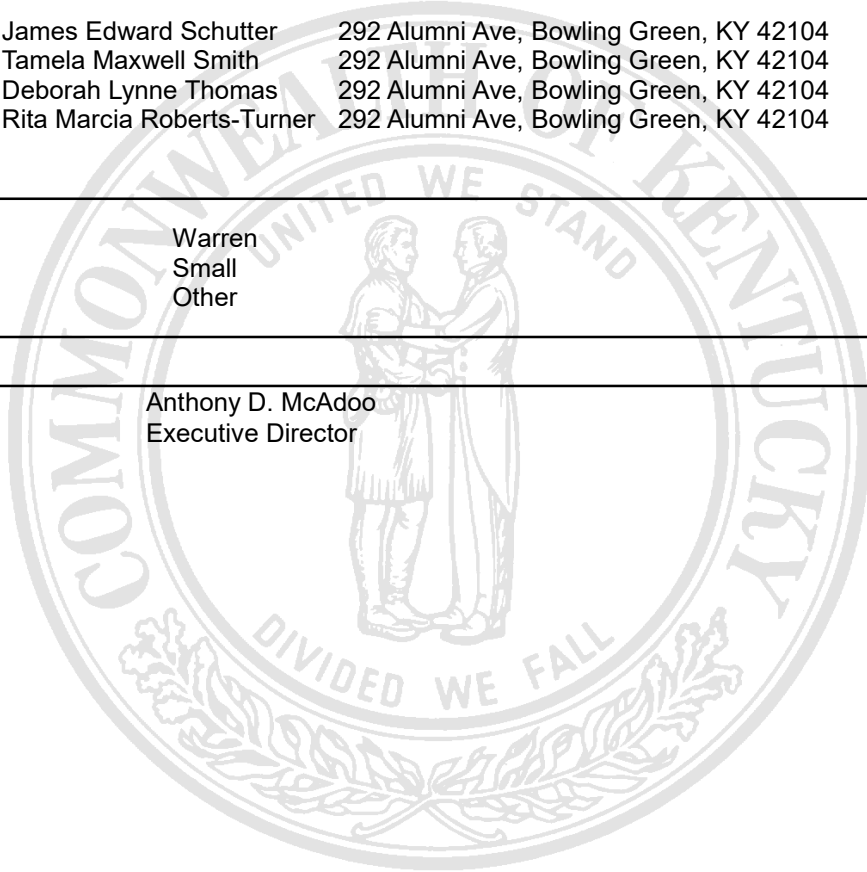 James Edward Schutter 292 Alumni Ave, Bowling Green, KY 42104
Tamela Maxwell Smith 292 Alumni Ave, Bowling Green, KY 42104
Deborah Lynne Thomas 292 Alumni Ave, Bowling Green, KY 42104
Rita Marcia Roberts-Turner 292 Alumni Ave, Bowling Green, KY 42104
COMMONWEALTH OF KENTUCKY
UNITED WE STAND
Warren
Small
Other
Anthony D. McAdoo
Executive Director
DIVIDED WE FALL